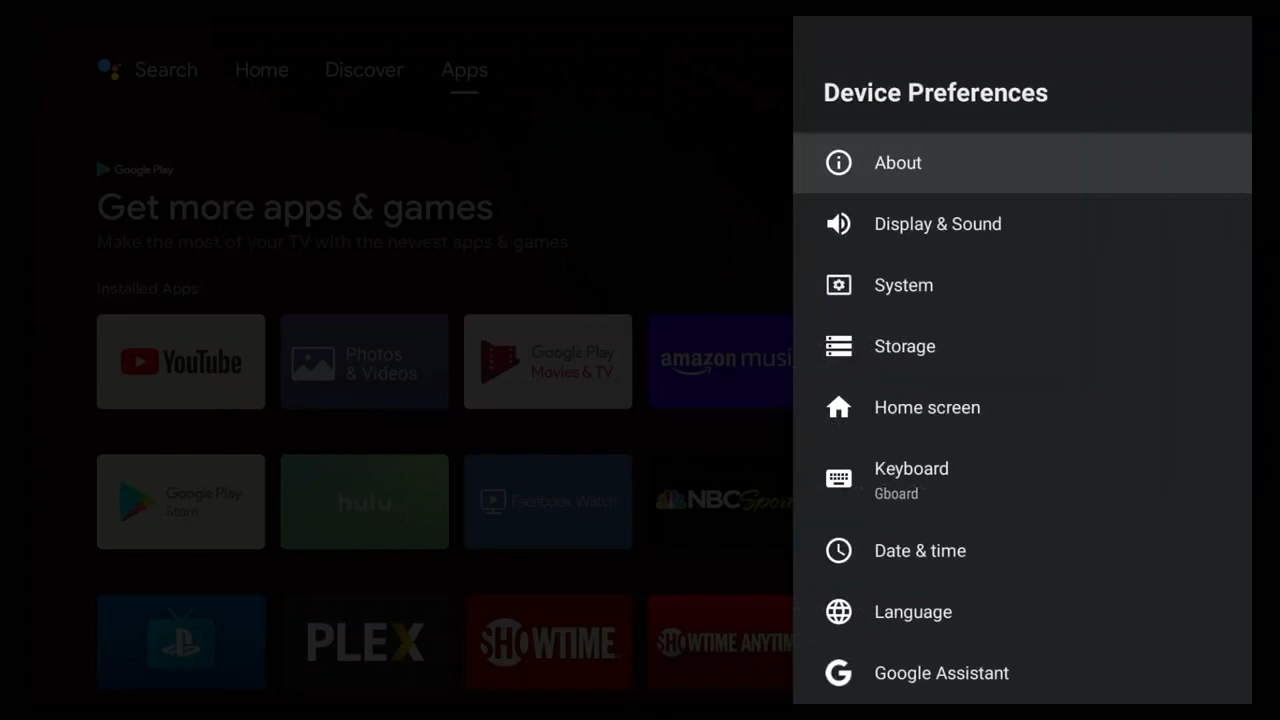 Search Home Discover Apps
Google Play
Get more apps & games
Make the most of your TV with the newest apps & games
Installed Apps
YouTube
Photos
& Videos
Google Play
Movies & TV
amazon musi
Google Play
Store
hulu
Facebook Watch
NBC Sports
PLEX
SHOWTIME
SHOWTIME ANYTIM
Device Preferences
About
Display & Sound
System
Storage
Home screen
Keyboard
Gboard
Date & time
Language
Google Assistant